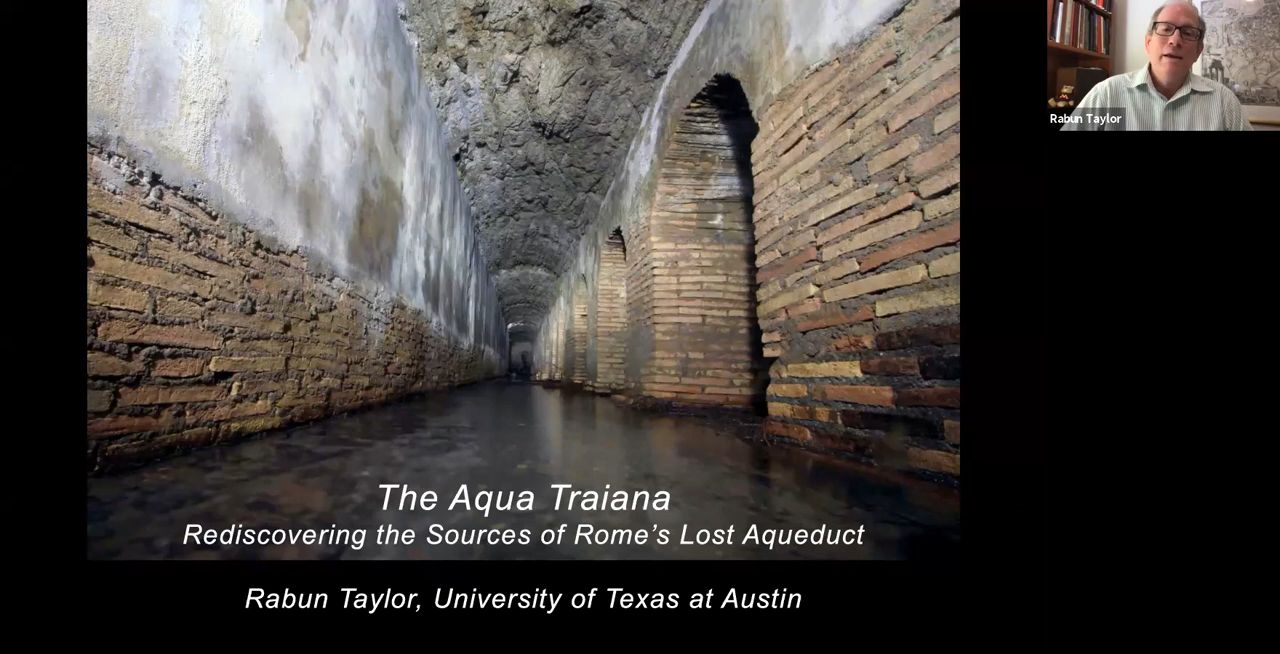 Rabun Taylor
The Aqua Traiana
Rediscovering the Sources of Rome's Lost Aqueduct
Rabun Taylor, University of Texas at Austin